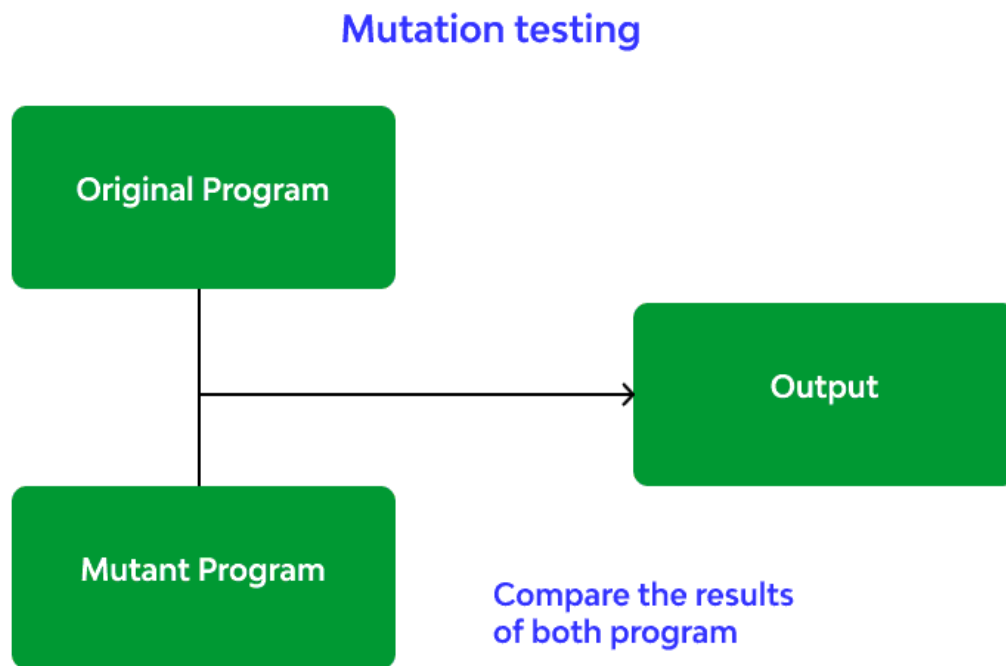 Mutation testing
Original Program
Output
Mutant Program
Compare the results
of both program